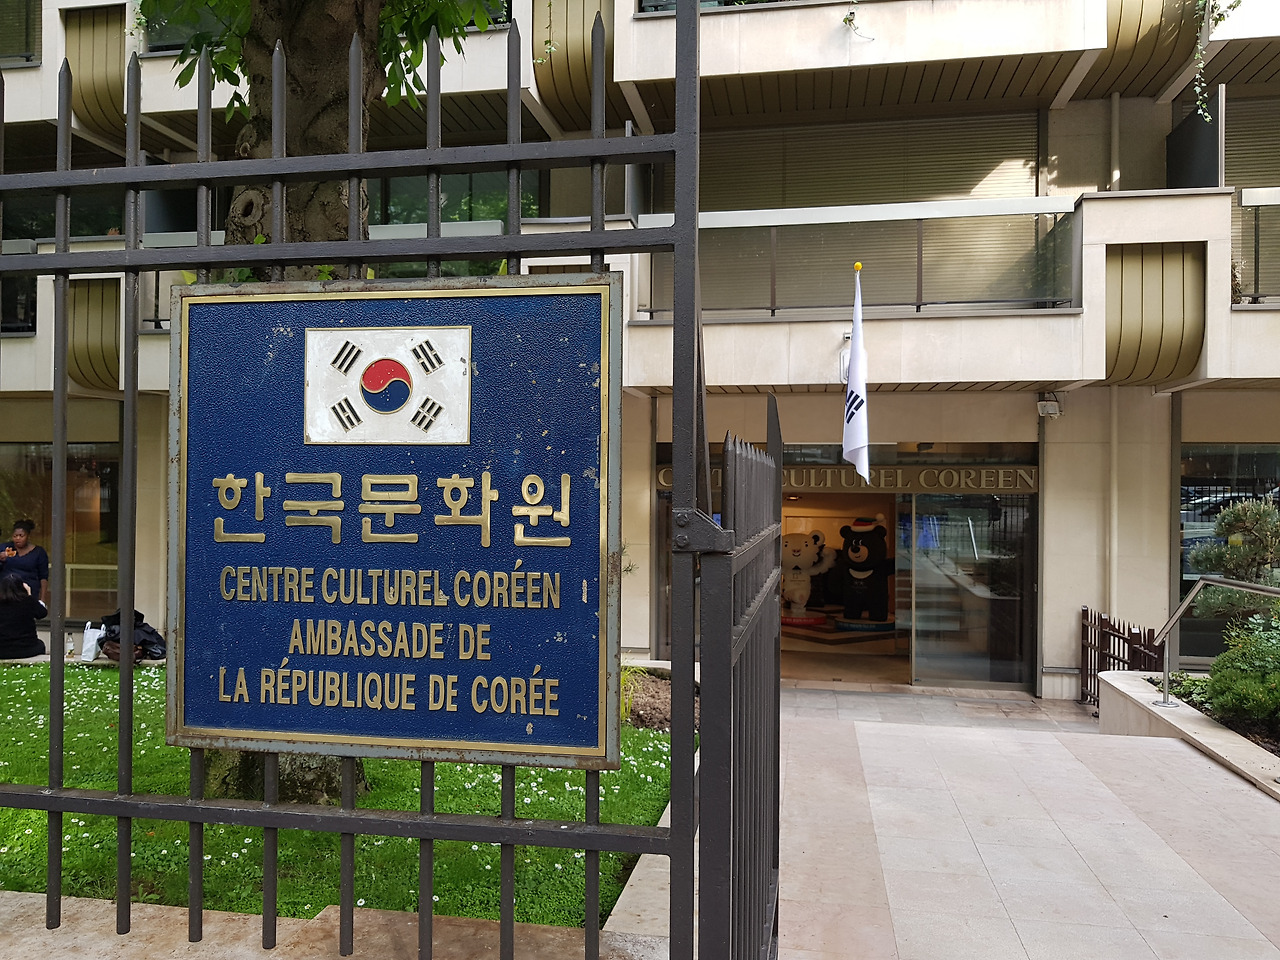 한국문화원
CENTRE CULTUREL CORÉEN
AMBASSADE DE
LA RÉPUBLIQUE DE CORÉE
CULTUREL COREEN